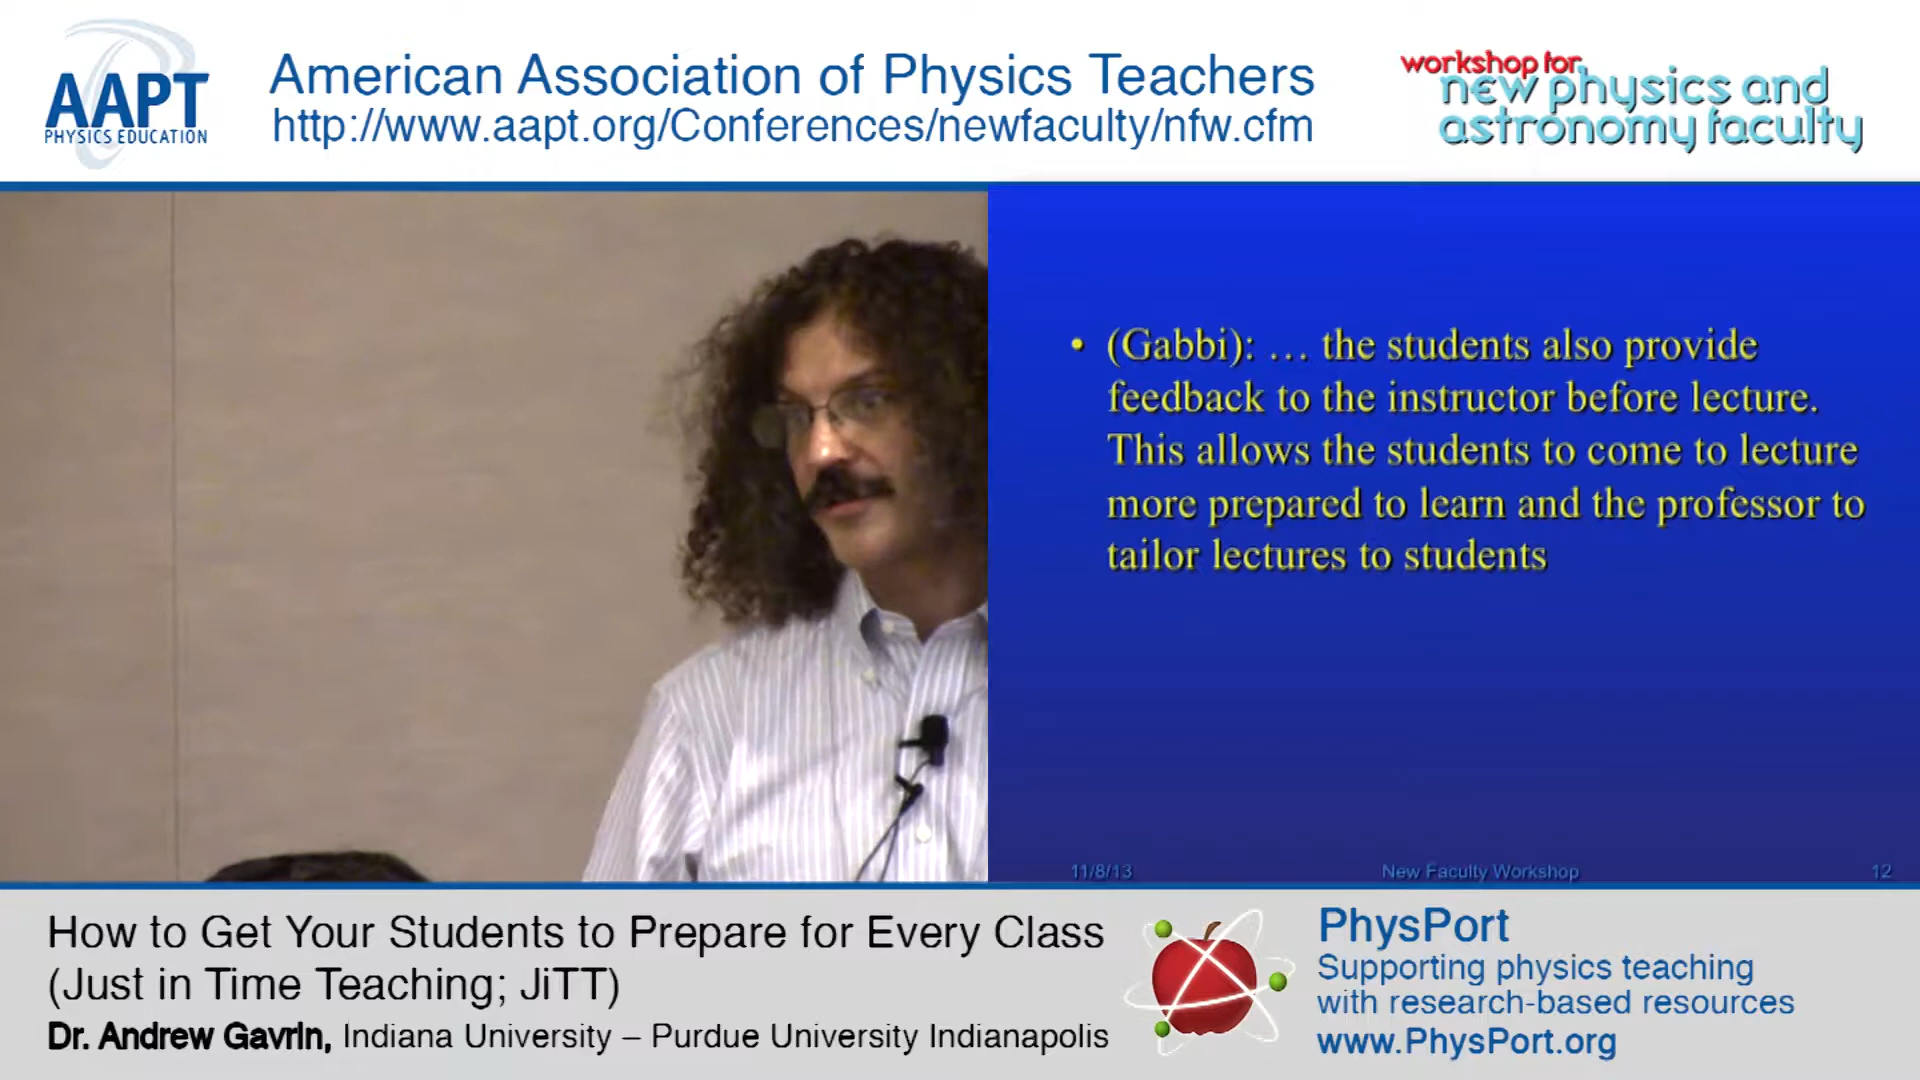 AAPT
PHYSICS EDUCATION
American Association of Physics Teachers
http://www.aapt.org/Conferences/newfaculty/nfw.cfm
workshop for
new physics and
astronomy faculty
• (Gabbi): … the students also provide
feedback to the instructor before lecture.
This allows the students to come to lecture
more prepared to learn and the professor to
tailor lectures to students
11/8/13
New Faculty Workshop
12
How to Get Your Students to Prepare for Every Class
(Just in Time Teaching; JiTT)
Dr. Andrew Gavrin, Indiana University – Purdue University Indianapolis
PhysPort
Supporting physics teaching
with research-based resources
www.PhysPort.org